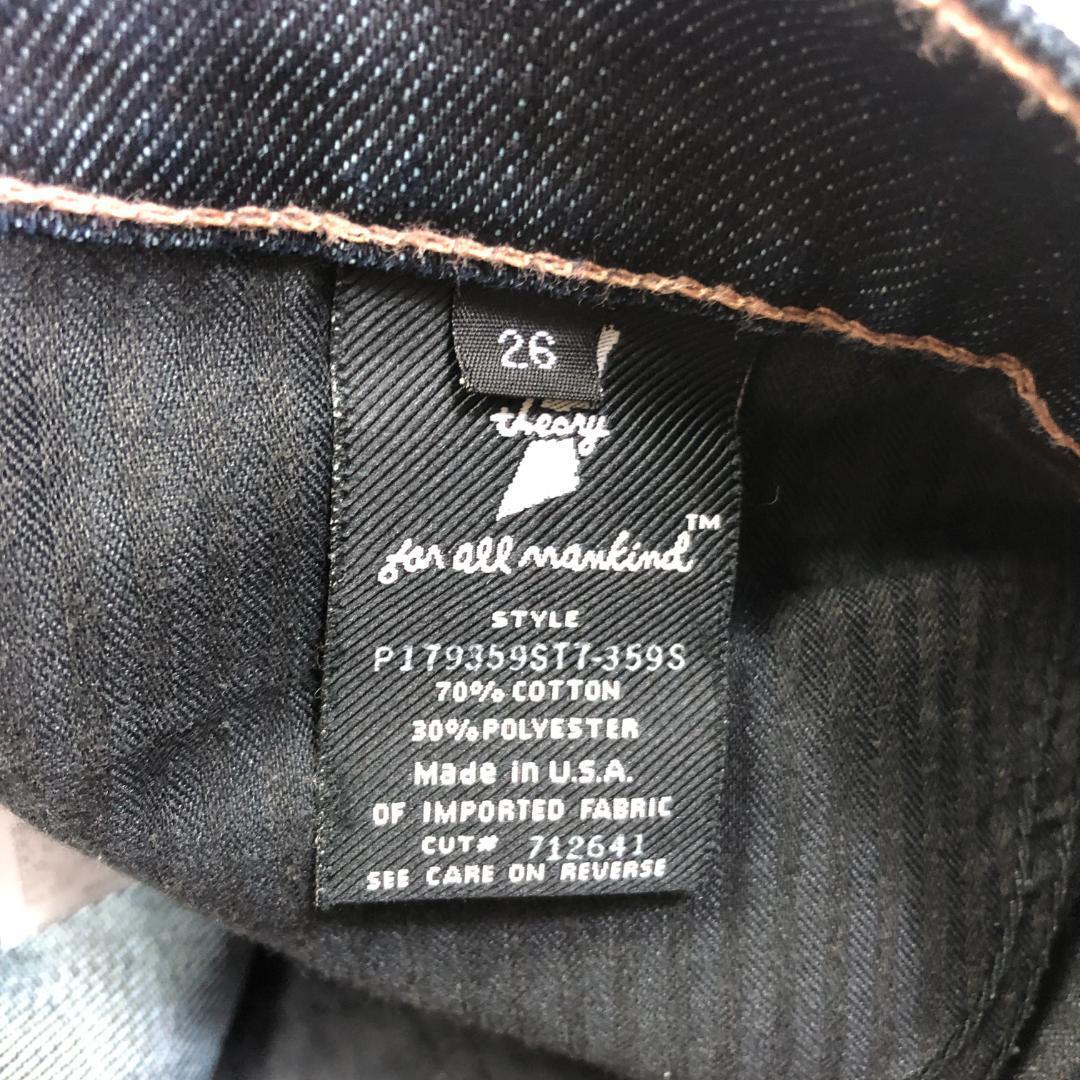 26
theory
for all mankind™
STYLE
P179359ST7-359S
70% COTTON
30% POLYESTER
Made in U.S.A.
OF IMPORTED FABRIC
CUT# 712641
SEE CARE ON REVERSE